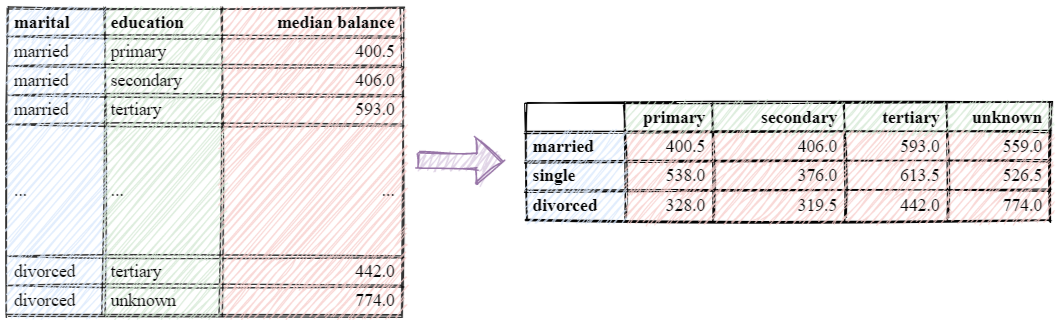 marital education median balance
married primary 400.5
married secondary 406.0
married tertiary 593.0
... ... ...
divorced tertiary 442.0
divorced unknown 774.0
primary secondary tertiary unknown
married 400.5 406.0 593.0 559.0
single 538.0 376.0 613.5 526.5
divorced 328.0 319.5 442.0 774.0